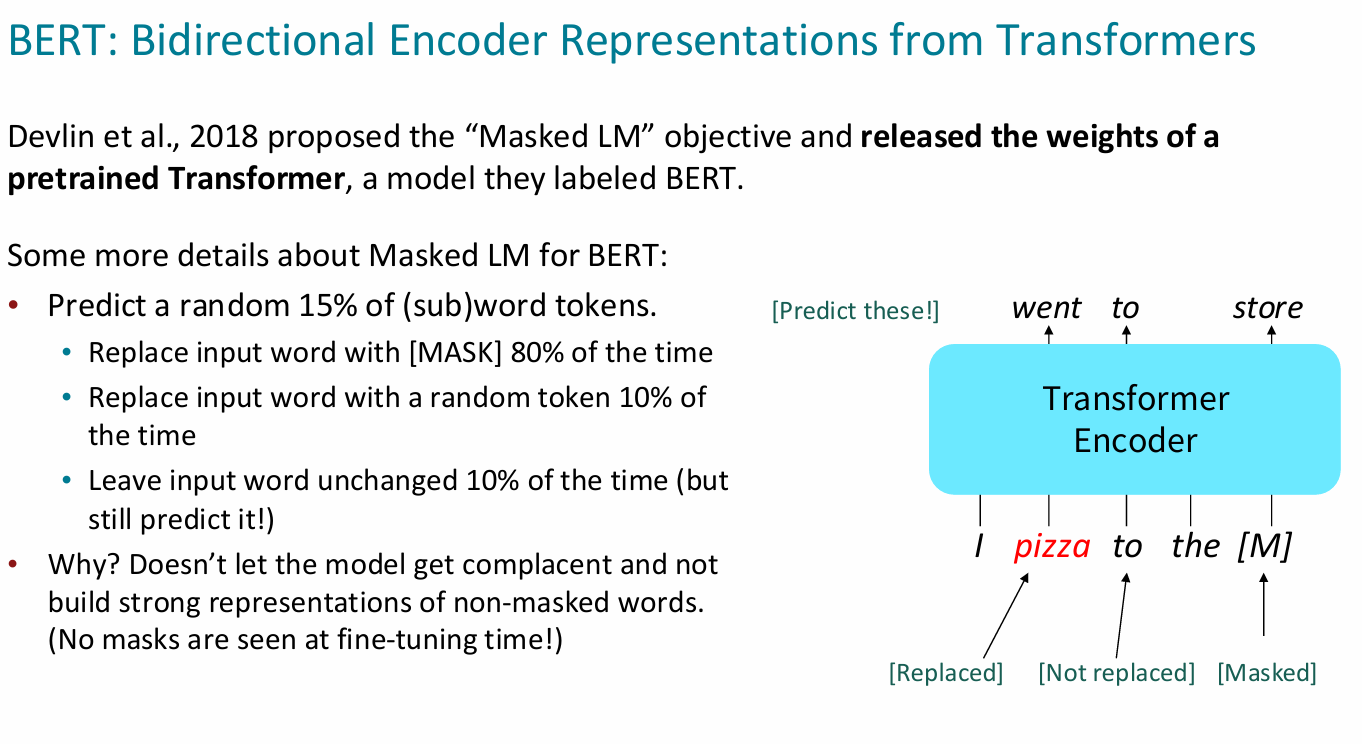 BERT: Bidirectional Encoder Representations from Transformers
Devlin et al., 2018 proposed the “Masked LM” objective and released the weights of a
pretrained Transformer, a model they labeled BERT.
Some more details about Masked LM for BERT:
• Predict a random 15% of (sub)word tokens.
• Replace input word with [MASK] 80% of the time
• Replace input word with a random token 10% of
the time
• Leave input word unchanged 10% of the time (but
still predict it!)
• Why? Doesn’t let the model get complacent and not
build strong representations of non-masked words.
(No masks are seen at fine-tuning time!)
[Predict these!] went to store
Transformer
Encoder
I pizza to the [M]
[Replaced] [Not replaced] [Masked]